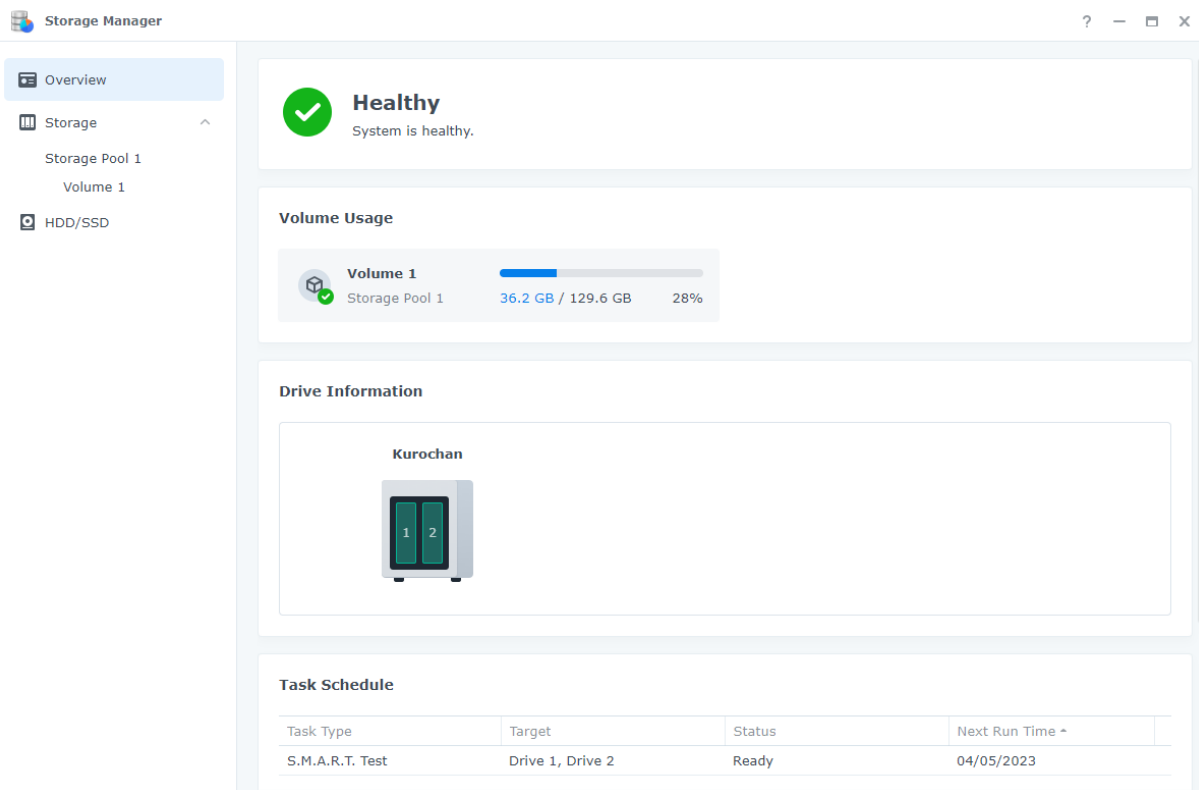 Storage Manager
?
Overview
Storage
Storage Pool 1
Volume 1
HDD/SSD
Healthy
System is healthy.
Volume Usage
Volume 1
Storage Pool 1
36.2 GB / 129.6 GB 28%
Drive Information
Kurochan
1 2
Task Schedule
Task Type Target Status Next Run Time
S.M.A.R.T. Test Drive 1, Drive 2 Ready 04/05/2023